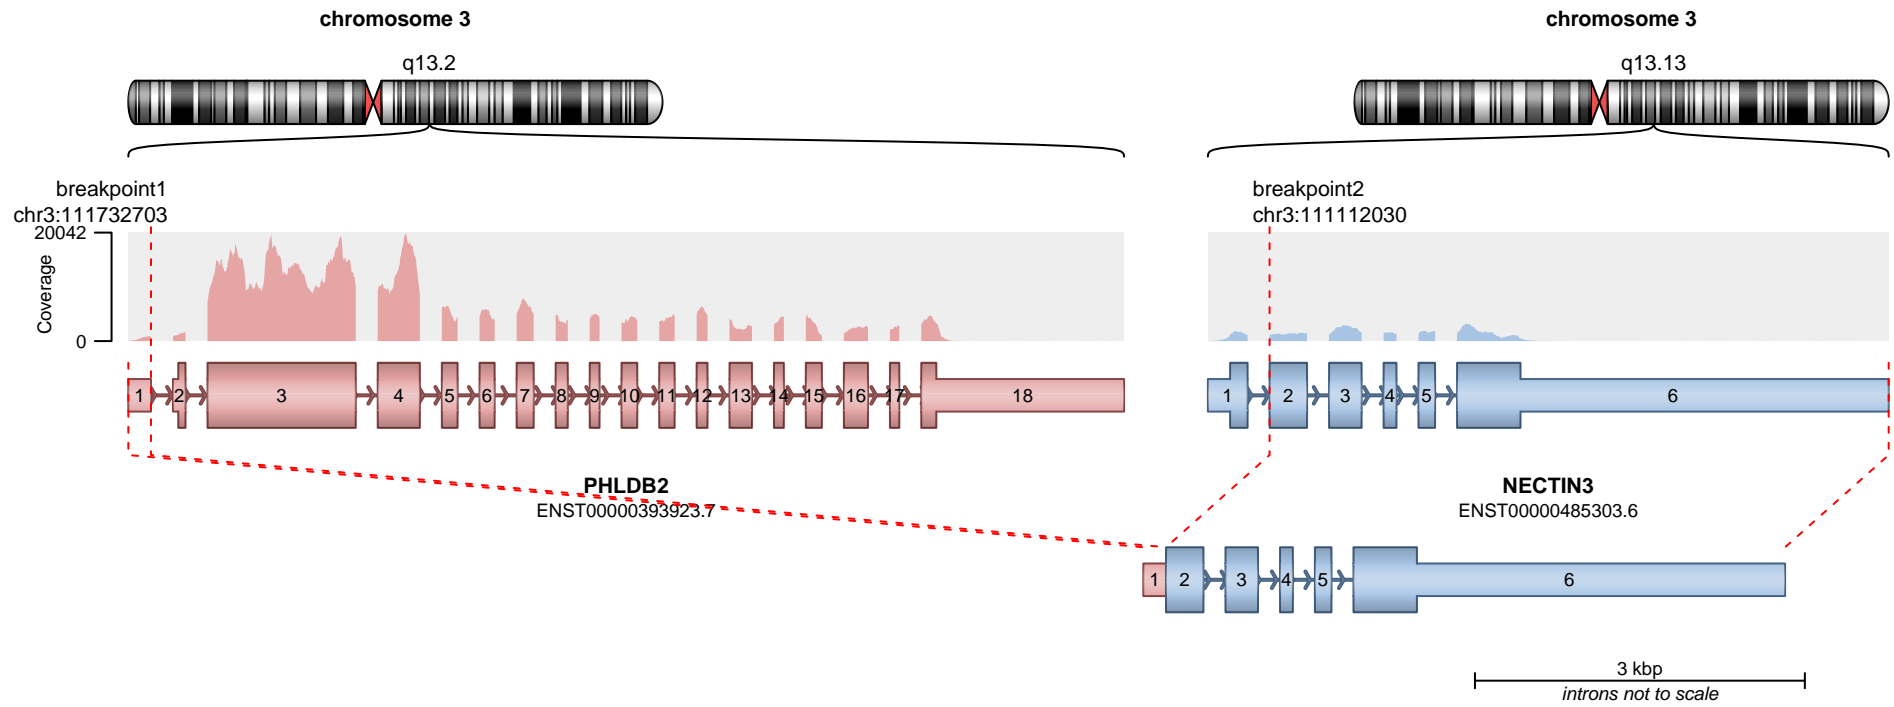 chromosome 3
chromosome 3
q13.2
q13.13
breakpoint1
chr3:111732703
breakpoint2
chr3:111112030
20042
Coverage
0
1 2 3 4 5 6 7 8 9 10 11 12 13 14 15 16 17 18
1 2 3 4 5 6
PHLDB2
ENST00000393923.7
NECTIN3
ENST00000485303.6
1 2 3 4 5 6
3 kbp
introns not to scale